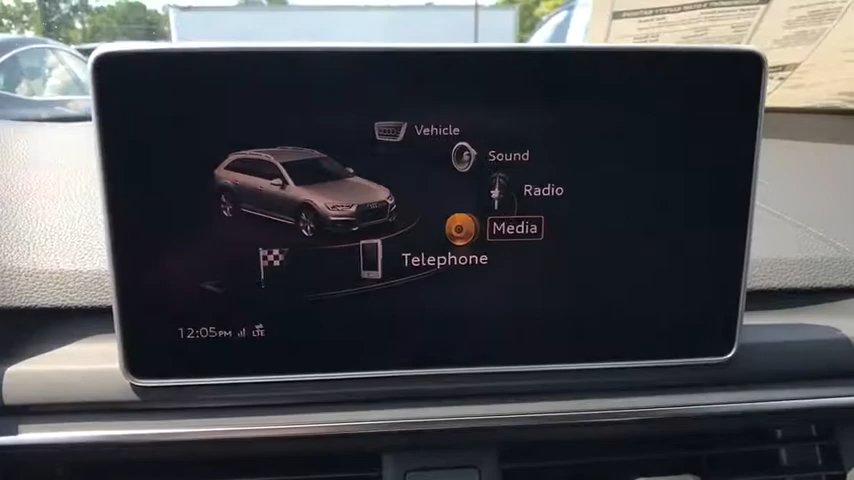 Vehicle
Sound
Radio
Media
Telephone
12:05PM LTE